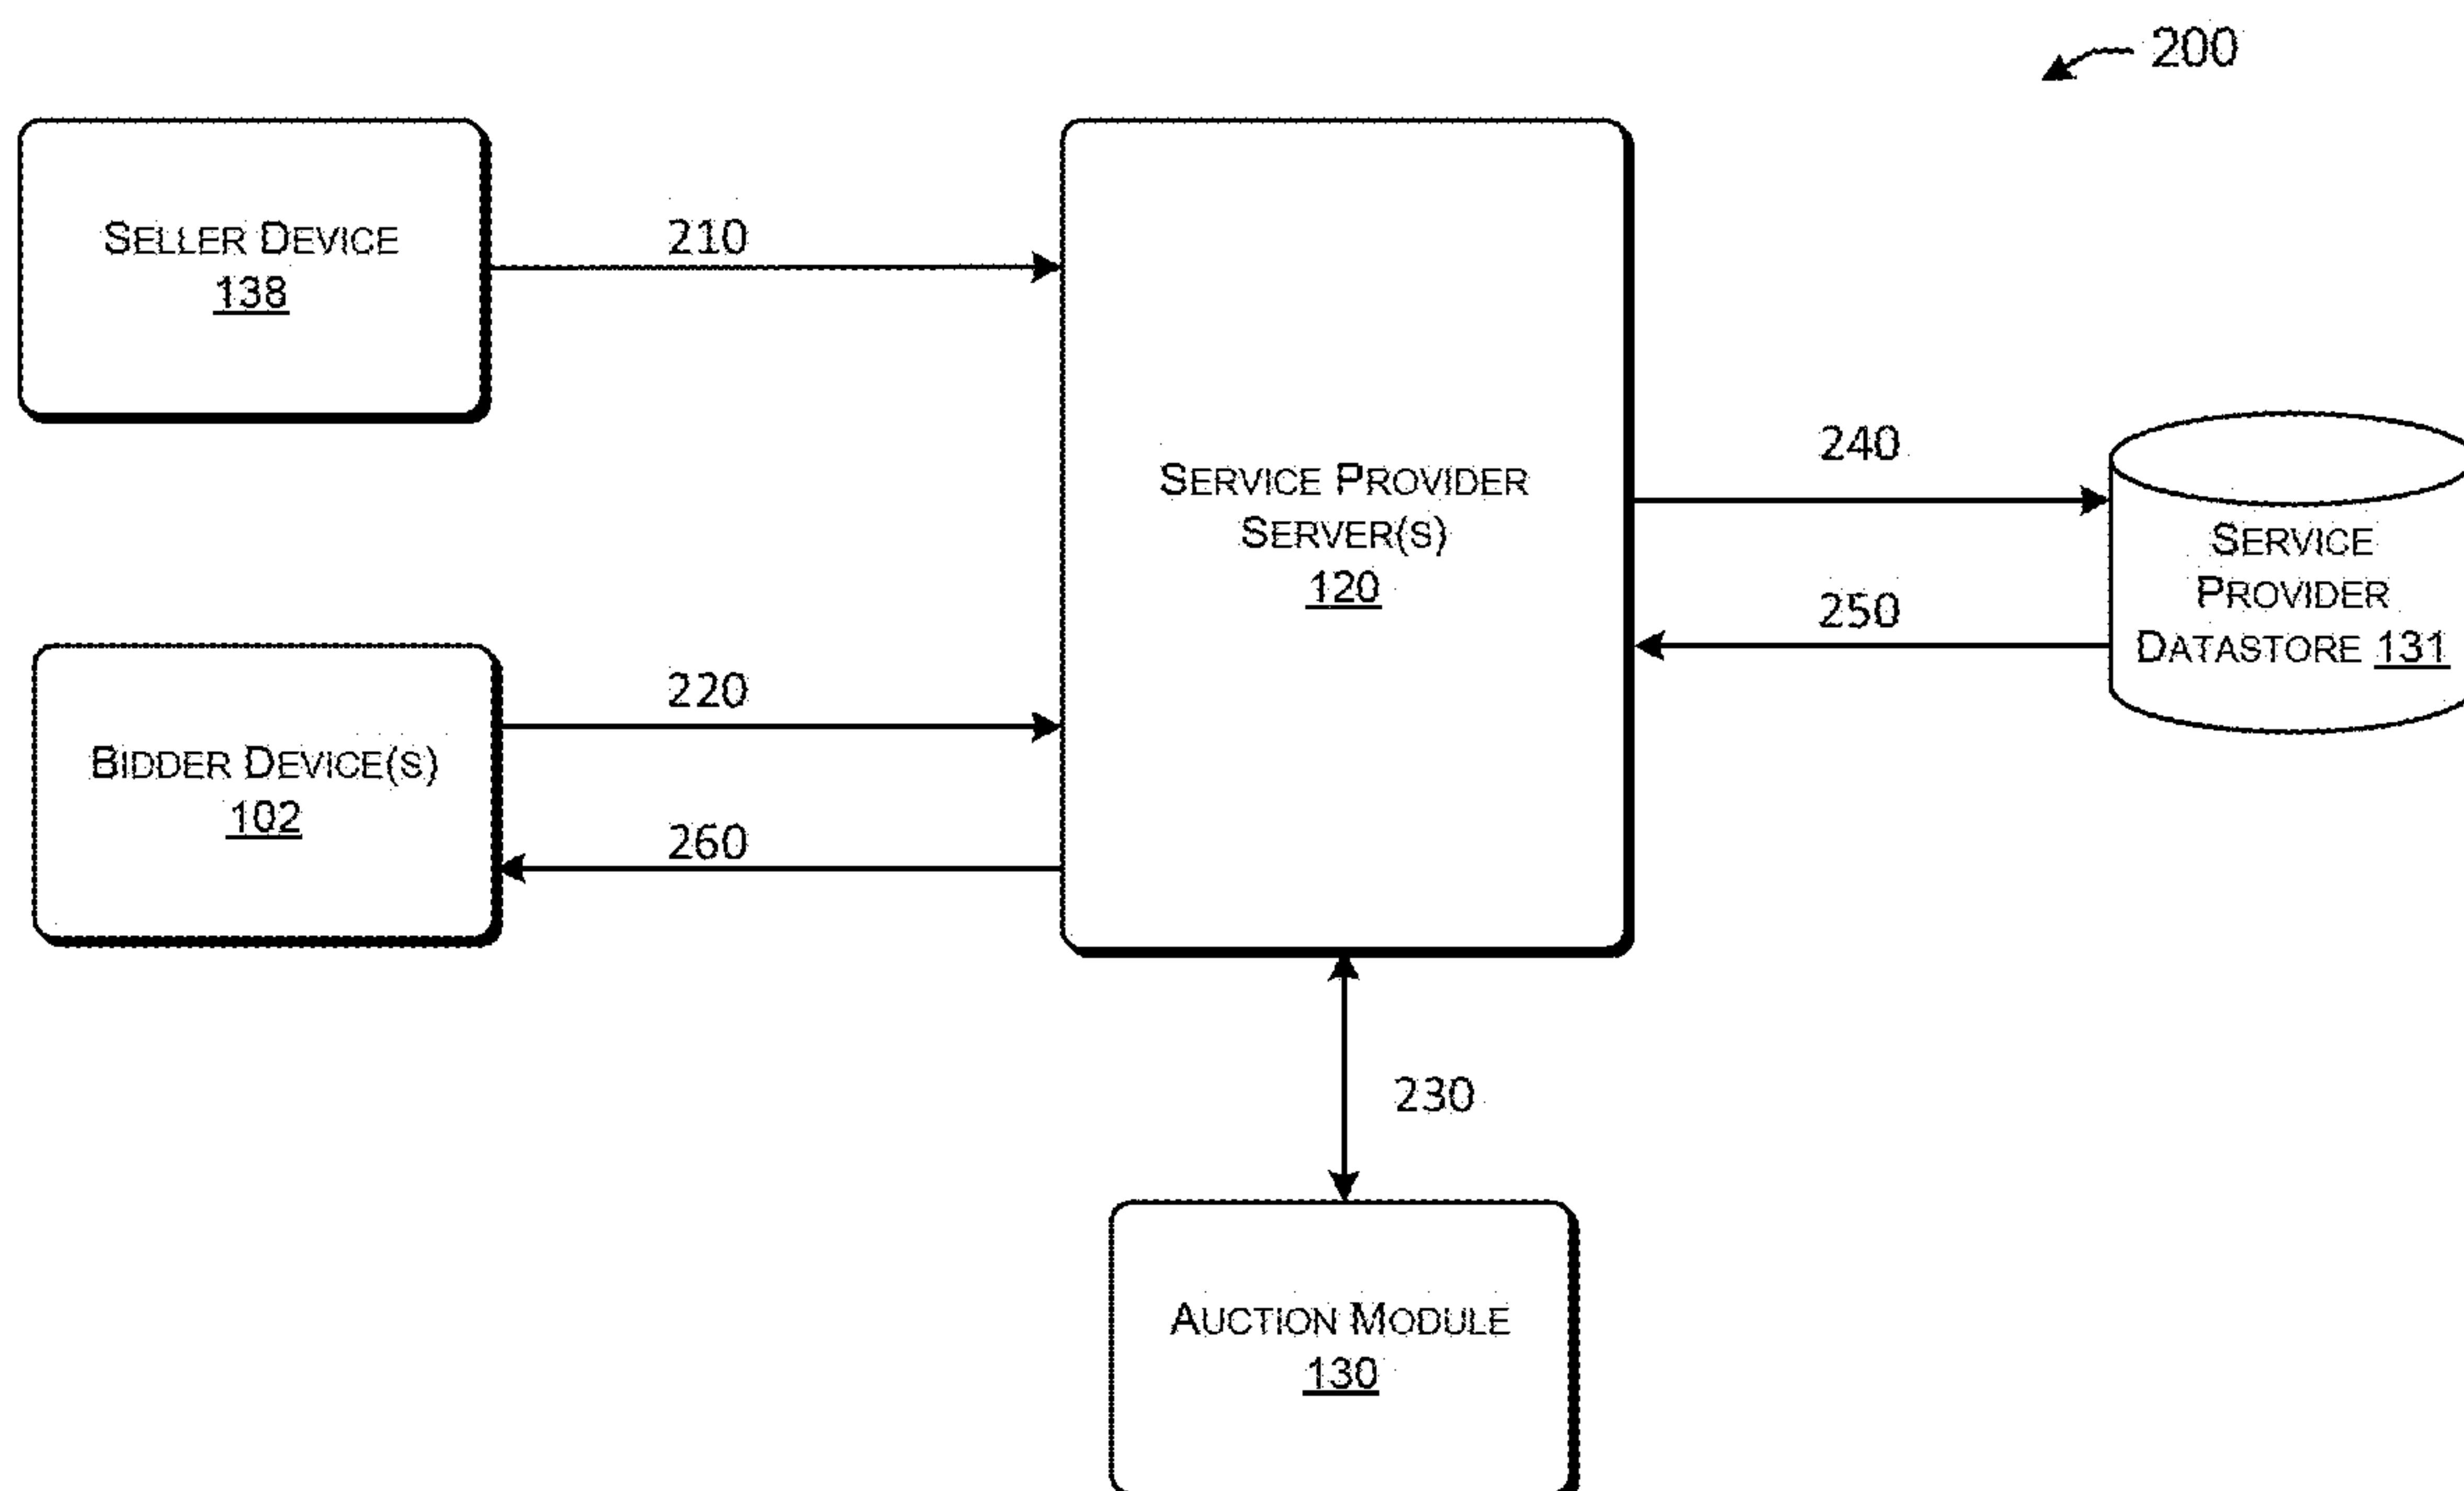 200
SELLER DEVICE
138
210
SERVICE PROVIDER
SERVER(S)
120
240
SERVICE
PROVIDER
DATASTORE 131
250
220
BIDDER DEVICE(S)
102
260
230
AUCTION MODULE
130